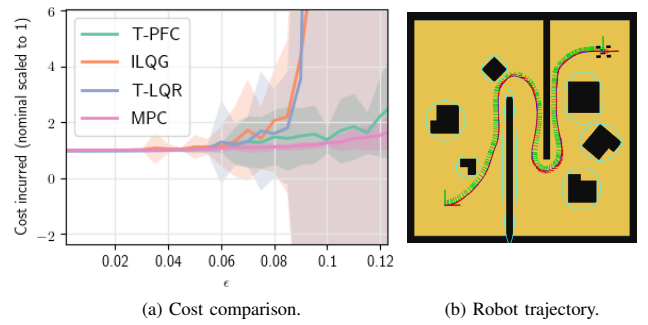 6
4
2
0
−2
Cost incurred (nominal scaled to 1)
T-PFC
ILQG
T-LQR
MPC
0.02 0.04 0.06 0.08 0.10 0.12
ϵ
(a) Cost comparison. (b) Robot trajectory.